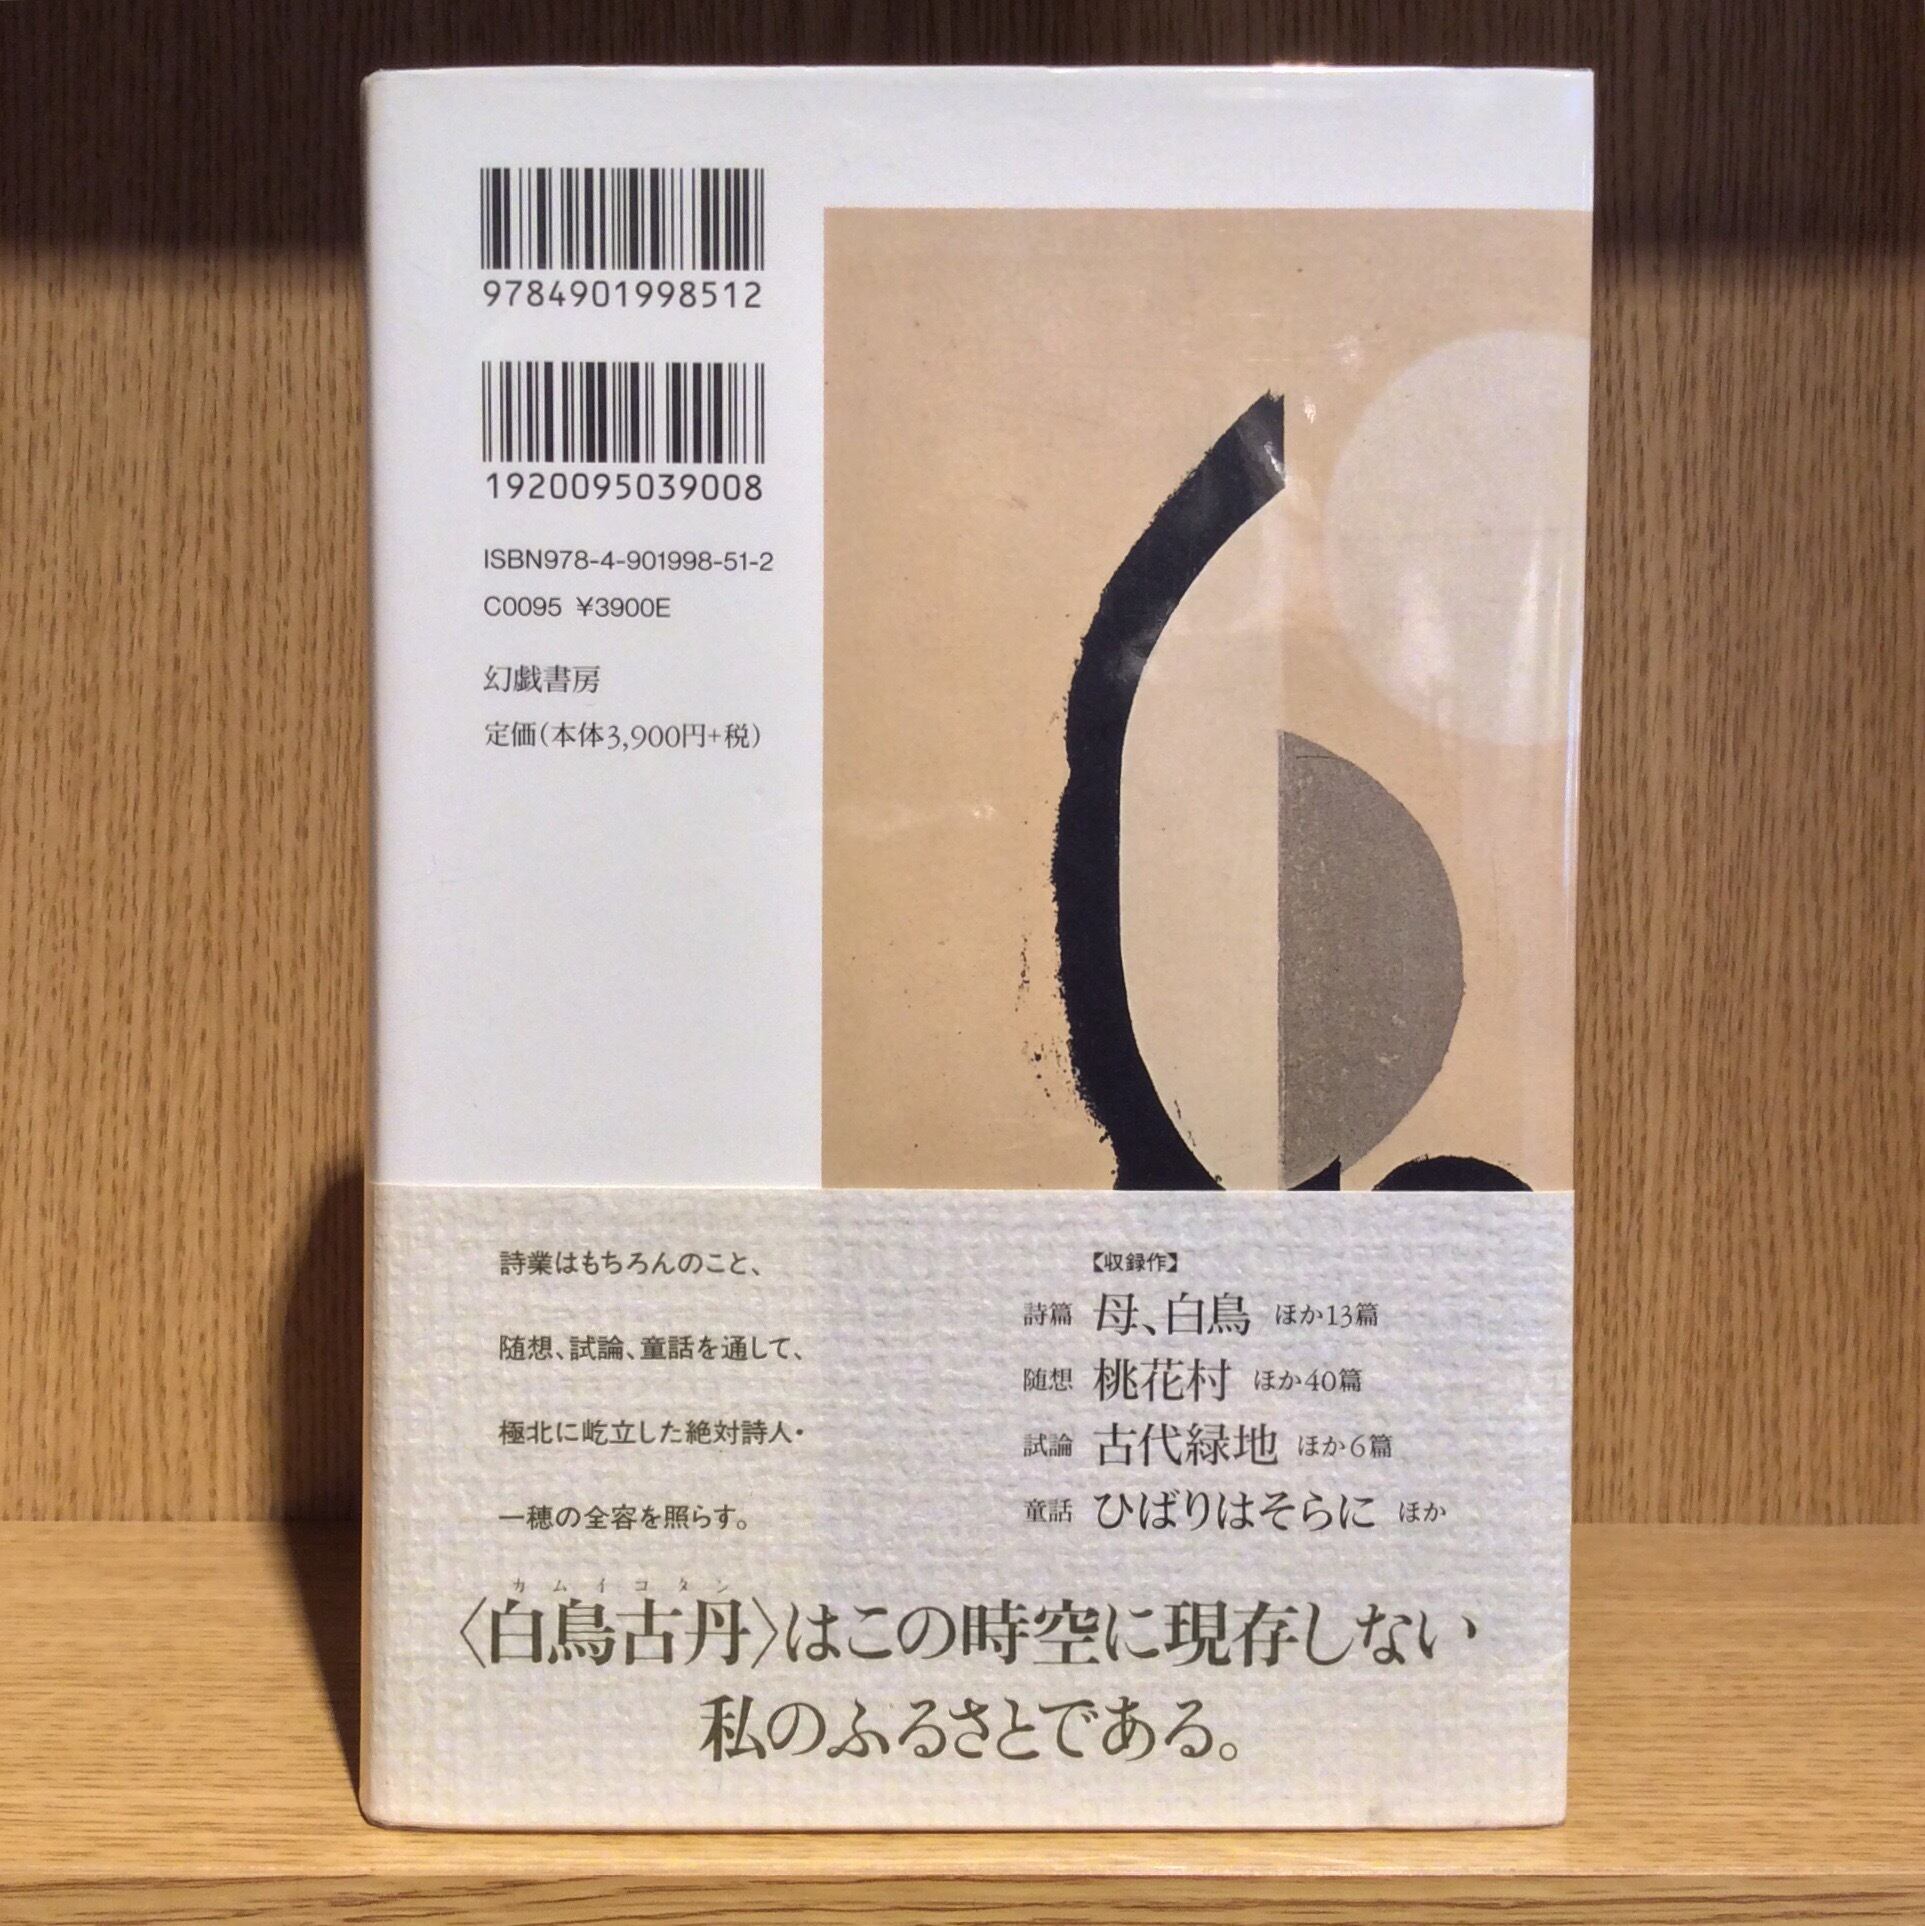 9784901998512
1920095039008
ISBN978-4-901998-51-2
C0095 ¥3900E
幻戯書房
定価(本体3,900円+税)
詩業はもちろんのこと、
随想、試論、童話を通して、
極北に屹立した絶対詩人・
一穂の全容を照らす。
【収録作】
詩篇 母、白鳥 ほか13篇
随想 桃花村 ほか40篇
試論 古代緑地 ほか6篇
童話 ひばりはそらに ほか
カムイコタン
〈白鳥古丹〉はこの時空に現存しない
私のふるさとである。